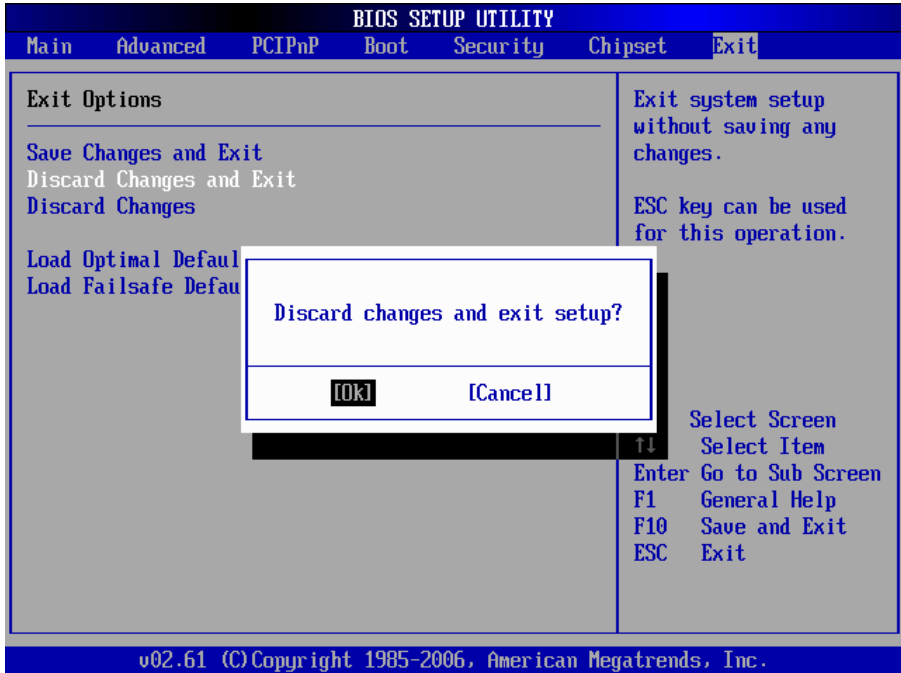 BIOS SETUP UTILITY
Main Advanced PCIPnP Boot Security Chipset Exit
Exit Options
Save Changes and Exit
Discard Changes and Exit
Discard Changes
Load Optimal Defaul
Load Failsafe Defau
Discard changes and exit setup?
[Ok] [Cancel]
Exit system setup
without saving any
changes.
ESC key can be used
for this operation.
Select Screen
↑↓ Select Item
Enter Go to Sub Screen
F1 General Help
F10 Save and Exit
ESC Exit
v02.61 (C)Copyright 1985-2006, American Megatrends, Inc.